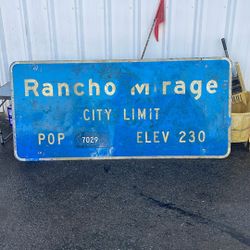 Rancho Mirage
CITY LIMIT
POP 7029 ELEV 230